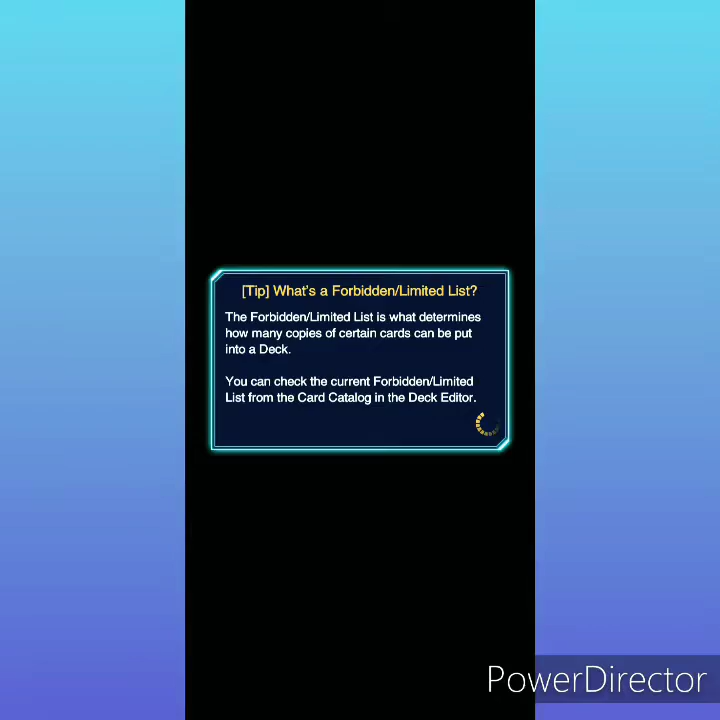 [Tip] What's a Forbidden/Limited List?
The Forbidden/Limited List is what determines
how many copies of certain cards can be put
into a Deck.
You can check the current Forbidden/Limited
List from the Card Catalog in the Deck Editor.
PowerDirector